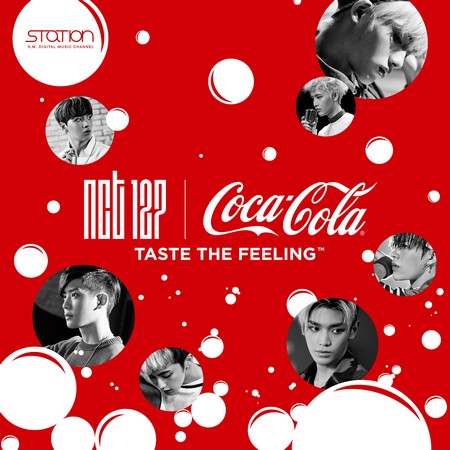 STATION
S.M. DIGITAL MUSIC CHANNEL
nct 127 Coca-Cola®
TASTE THE FEELING™